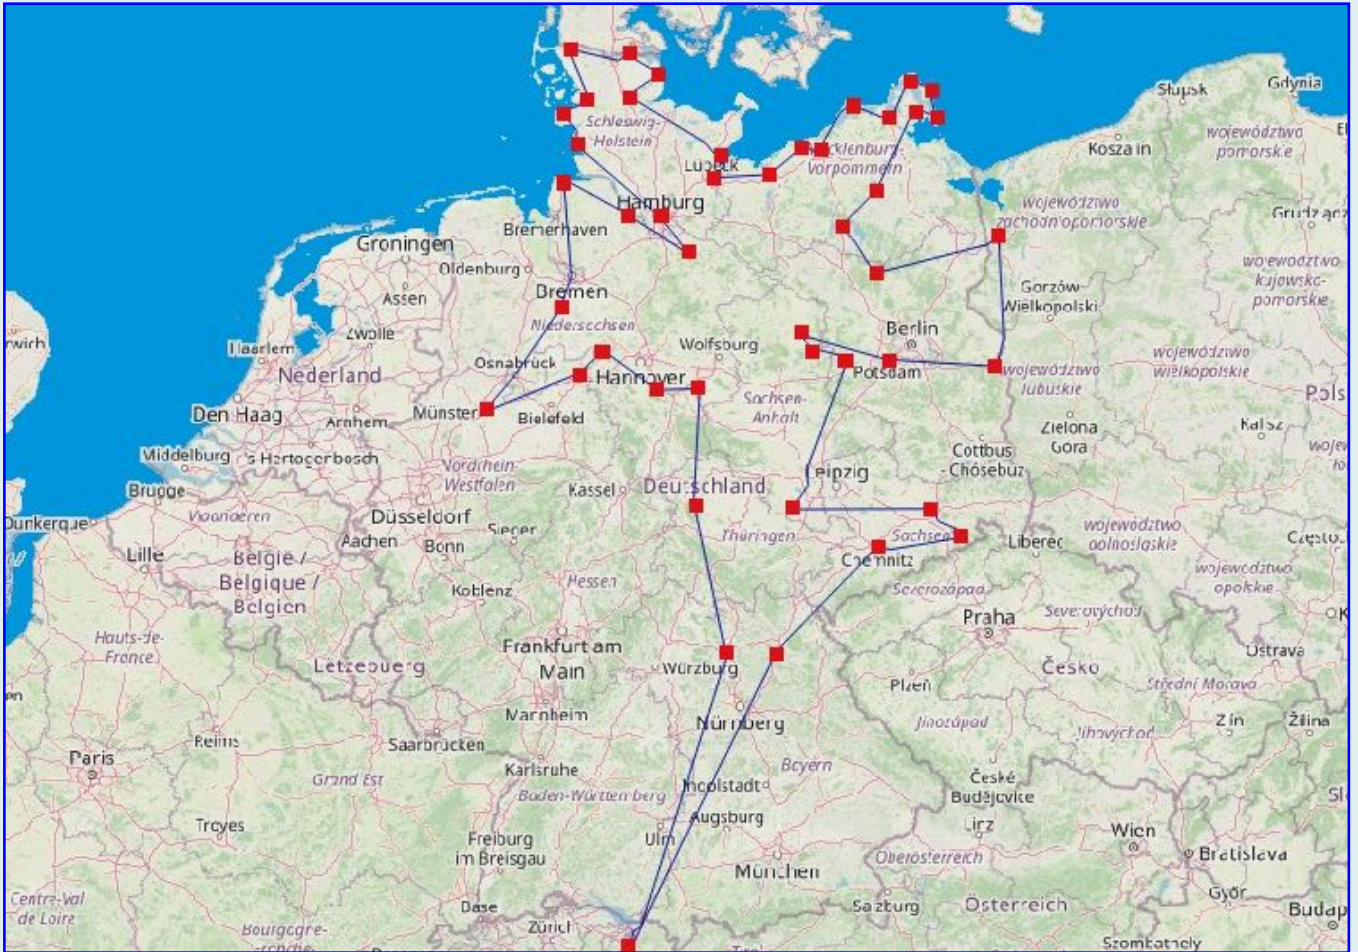 Słupsk
Gdynia
Schleswig-
Holstein
województwo
pomorskie
Koszalin
Lübeck
Vorpommern
Hamburg
województwo
zachodniopomorskie
Bremerhaven
Groningen
Oldenburg
województwo
kujawsko-
pomorskie
Assen
Bremen
Gorzów
Wielkopolski
Niedersachsen
Berlin
Zwolle
Haarlem
Wolfsburg
Osnabrück
Nederland
Hannover
Potsdam
województwo
lubuskie
województwo
wielkopolskie
Sachsen-
Anhalt
Den Haag
Arnhem
Münster
Bielefeld
Zielona
Góra
Middelburg
's-Hertogenbosch
Cottbus
- Chóśebuz
Nordrhein-
Westfalen
Leipzig
Brugge
Kassel
Deutschland
Vlaanderen
Dunkerque
Düsseldorf
Siegen
Thüringen
Sachsen
województwo
dolnośląskie
Aachen
Bonn
Liberec
Lille
België /
Belgique /
Belgien
Chemnitz
Hessen
województwo
opolskie
Koblenz
Severozápad
Praha
Severovýchod
Hauts-de-
France
Frankfurt am
Main
Ostrava
Lëtzebuerg
Würzburg
Česko
Plzeň
Střední Morava
Mannheim
Nürnberg
Jihozápad
Zlín
Žilina
Jihovýchod
Reims
Saarbrücken
Paris
Karlsruhe
Bayern
Grand Est
Ingolstadt
České
Budějovice
Baden-Württemberg
Augsburg
Troyes
Ulm
Linz
Wien
Freiburg
im Breisgau
Bratislava
Oberösterreich
München
Centre-Val
de Loire
Győr
Salzburg
Österreich
Zürich
Szombathely